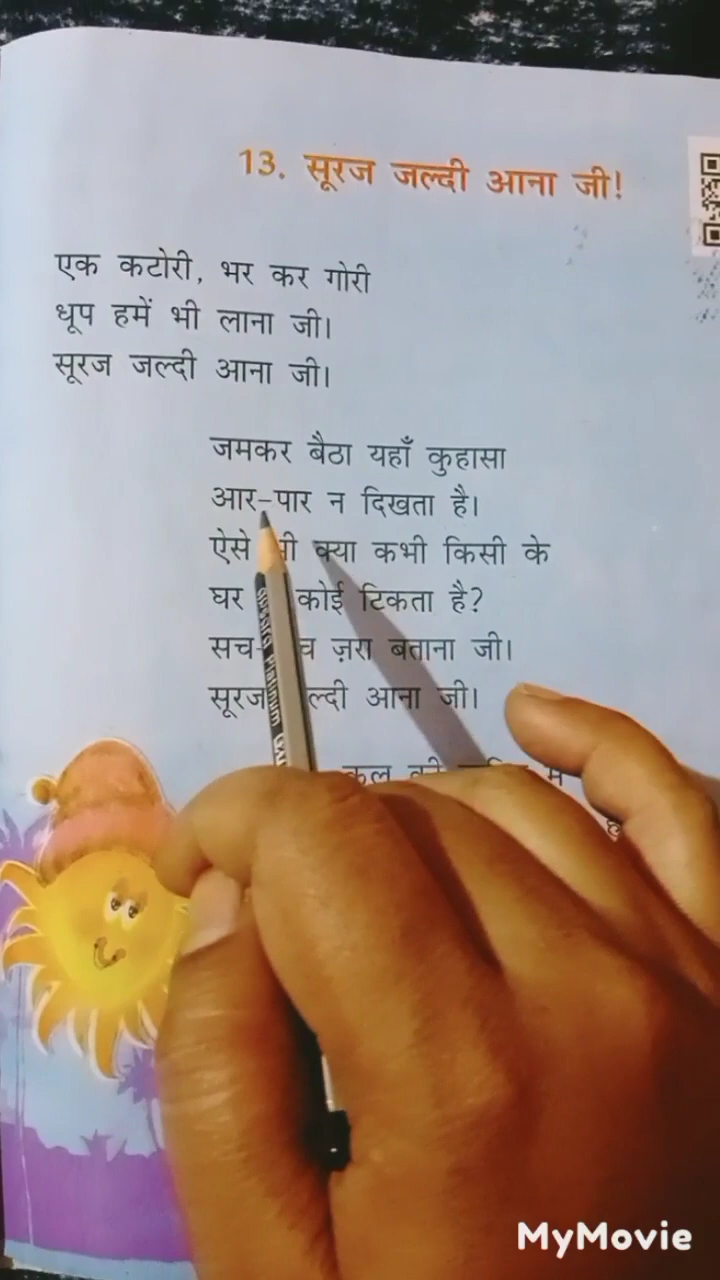 13. सूरज जल्दी आना जी!
एक कटोरी, भर कर गोरी
धूप हमें भी लाना जी।
सूरज जल्दी आना जी।
जमकर बैठा यहाँ कुहासा
आर-पार न दिखता है।
ऐसे क्या कभी किसी के
घर कोई टिकता है?
सच- च ज़रा बताना जी।
सूरज ल्दी आना जी।
MyMovie